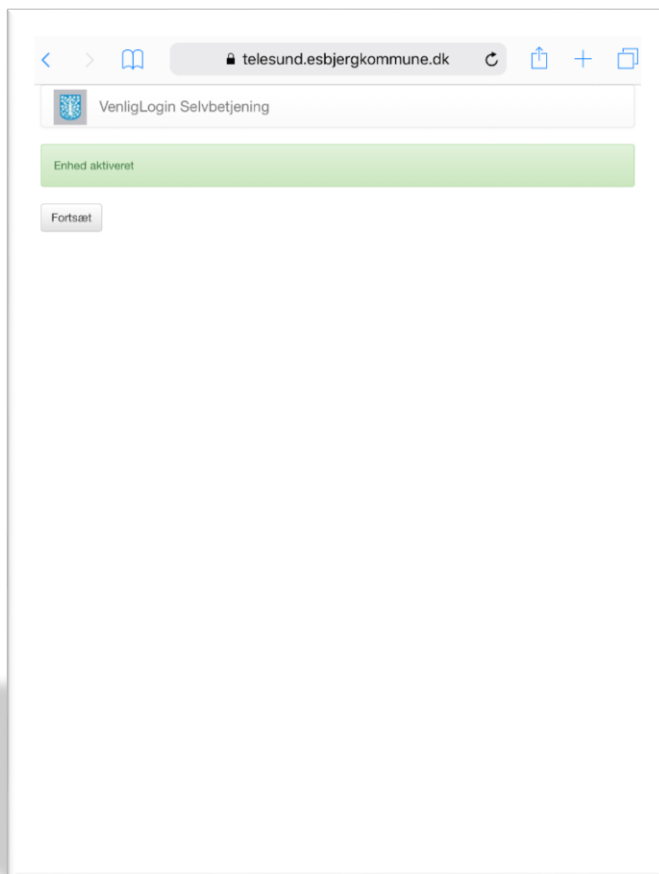 telesund.esbjergkommune.dk
VenligLogin Selvbetjening
Enhed aktiveret
Fortsæt